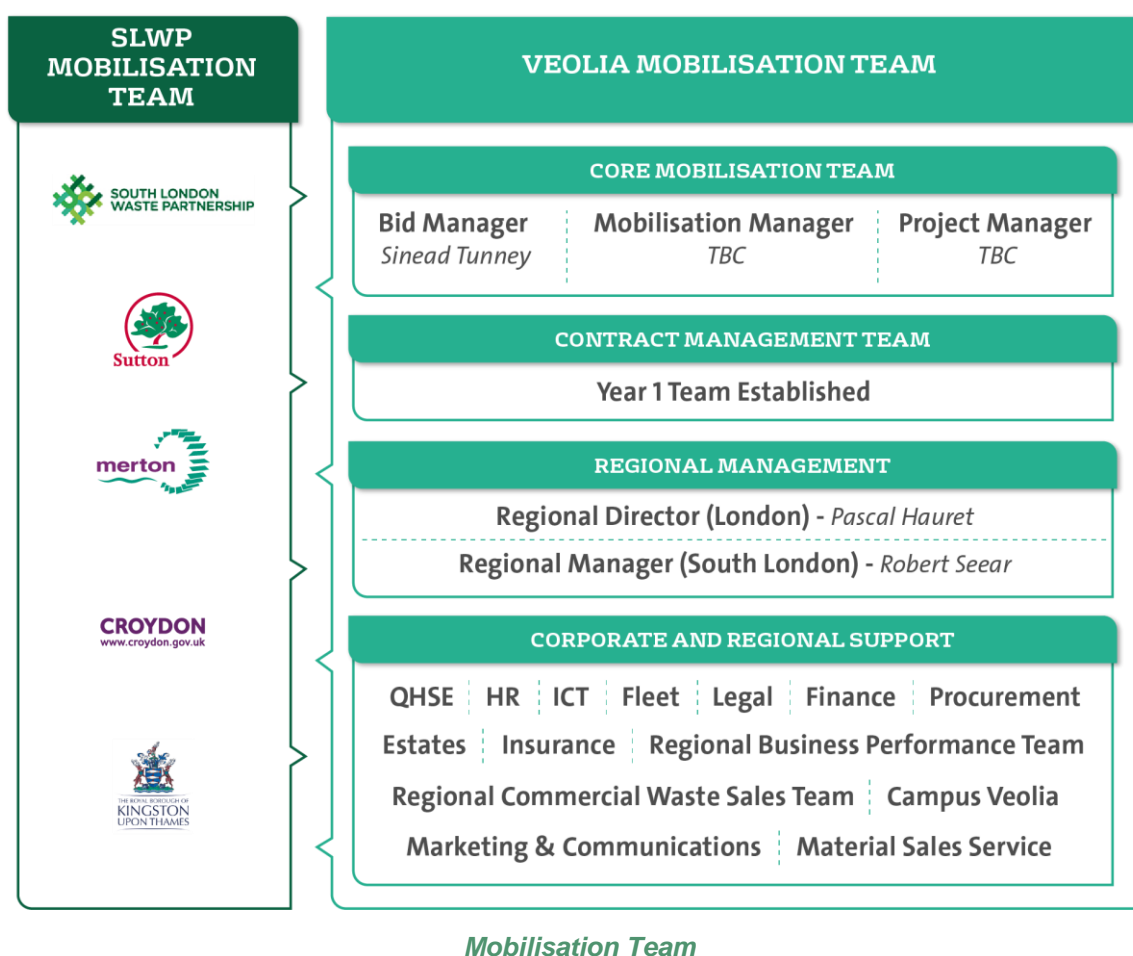 SLWP
MOBILISATION
TEAM
SOUTH LONDON
WASTE PARTNERSHIP
Sutton
merton
CROYDON
www.croydon.gov.uk
THE ROYAL BOROUGH OF
KINGSTON
UPON THAMES
VEOLIA MOBILISATION TEAM
CORE MOBILISATION TEAM
Bid Manager
Sinead Tunney
Mobilisation Manager
TBC
Project Manager
TBC
CONTRACT MANAGEMENT TEAM
Year 1 Team Established
REGIONAL MANAGEMENT
Regional Director (London) - Pascal Hauret
Regional Manager (South London) - Robert Seear
CORPORATE AND REGIONAL SUPPORT
QHSE HR ICT Fleet Legal Finance Procurement
Estates Insurance Regional Business Performance Team
Regional Commercial Waste Sales Team Campus Veolia
Marketing & Communications Material Sales Service
Mobilisation Team